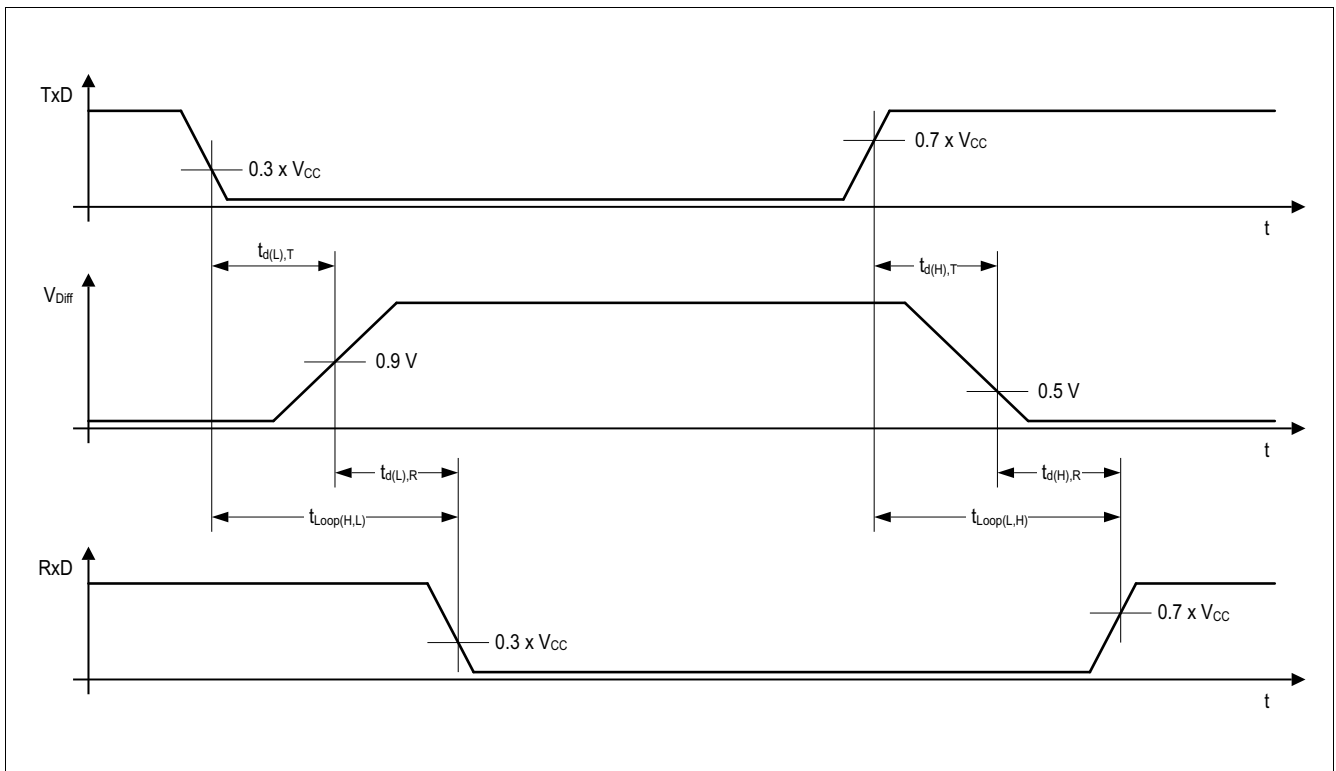 TxD
0.3 x VCC
0.7 x VCC
t
td(L),T
td(H),T
VDiff
0.9 V
0.5 V
t
td(L),R
td(H),R
tLoop(H,L)
tLoop(L,H)
RxD
0.3 x VCC
0.7 x VCC
t